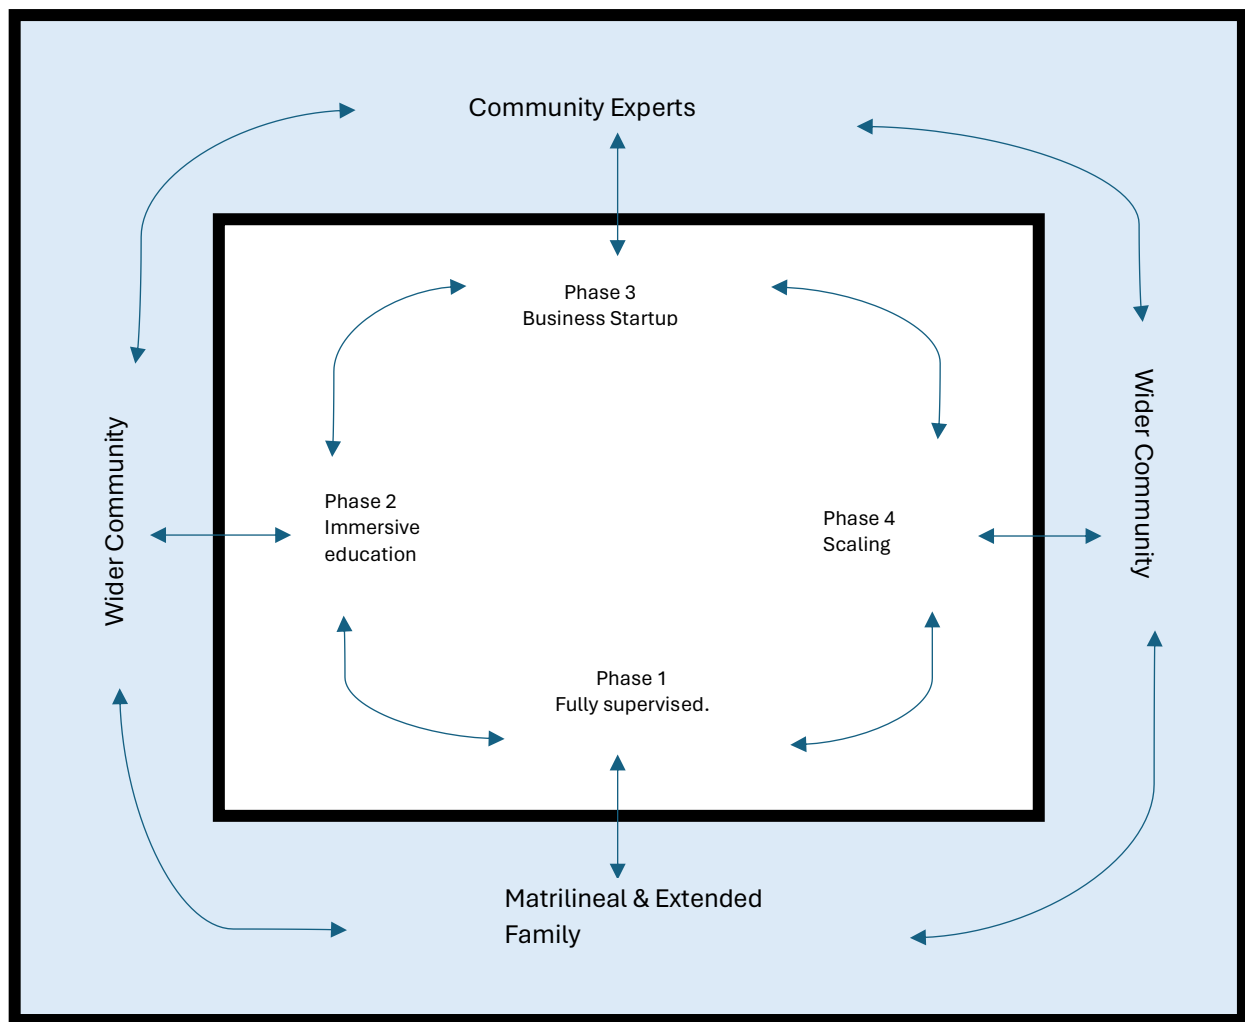 Community Experts
Phase 3
Business Startup
Wider Community
Phase 2
Immersive
education
Phase 4
Scaling
Wider Community
Phase 1
Fully supervised.
Matrilineal & Extended
Family